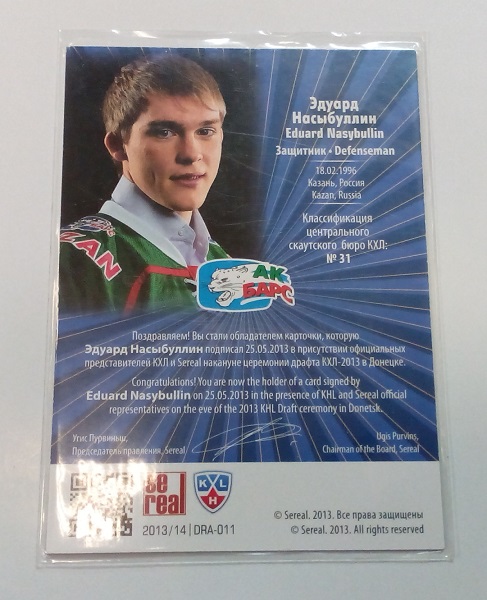 Эдуард
Насыбуллин
Eduard Nasybullin
Защитник • Defenseman
18.02.1996
Казань, Россия
Kazan, Russia
Классификация
центрального
скаутского бюро КХЛ:
№ 31
ZAN
АК
БАРС
Поздравляем! Вы стали обладателем карточки, которую
Эдуард Насыбуллин подписал 25.05.2013 в присутствии официальных
представителей КХЛ и Sereal накануне церемонии драфта КХЛ-2013 в Донецке.
Congratulations! You are now the holder of a card signed by
Eduard Nasybullin on 25.05.2013 in the presence of KHL and Sereal official
representatives on the eve of the 2013 KHL Draft ceremony in Donetsk.
Угис Пурвиньш,
Председатель правления, Sereal
Ugis Purvins,
Chairman of the Board, Sereal
se
real
KHL
2013/14 | DRA-011
© Sereal. 2013. Все права защищены
© Sereal. 2013. All rights reserved